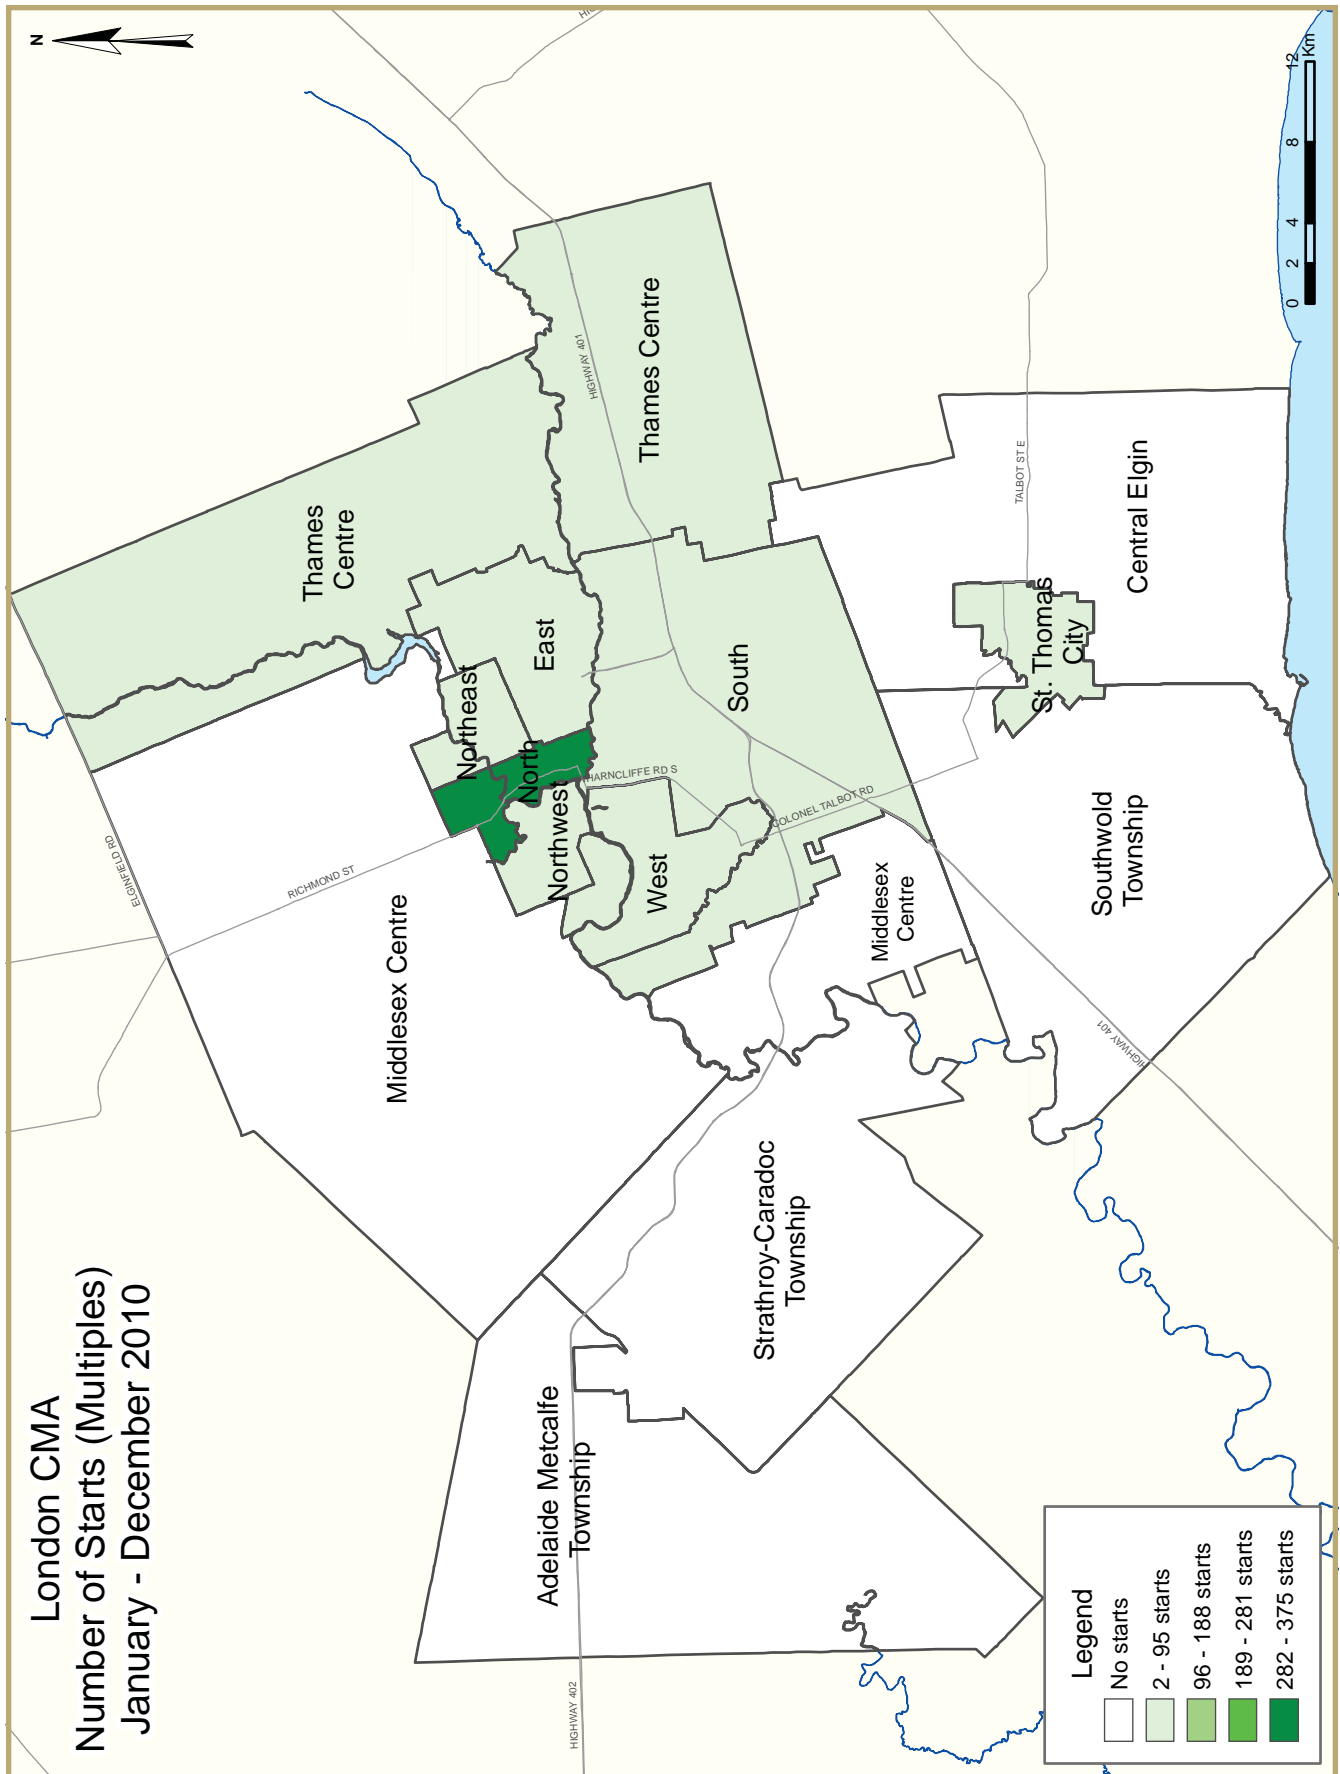 London CMA
Number of Starts (Multiples)
January - December 2010
N
ELGINFIELD RD
RICHMOND ST
Middlesex Centre
Thames
Centre
Northeast
North
Northwest
East
West
South
Thames Centre
HIGHWAY 401
WHARNCLIFFE RD S
COLONEL TALBOT RD
Middlesex
Centre
Adelaide Metcalfe
Township
HIGHWAY 402
Strathroy-Caradoc
Township
Southwold
Township
HIGHWAY 401
St. Thomas
City
TALBOT ST E
Central Elgin
Legend
No starts
2 - 95 starts
96 - 188 starts
189 - 281 starts
282 - 375 starts
0 2 4 8 12
Km